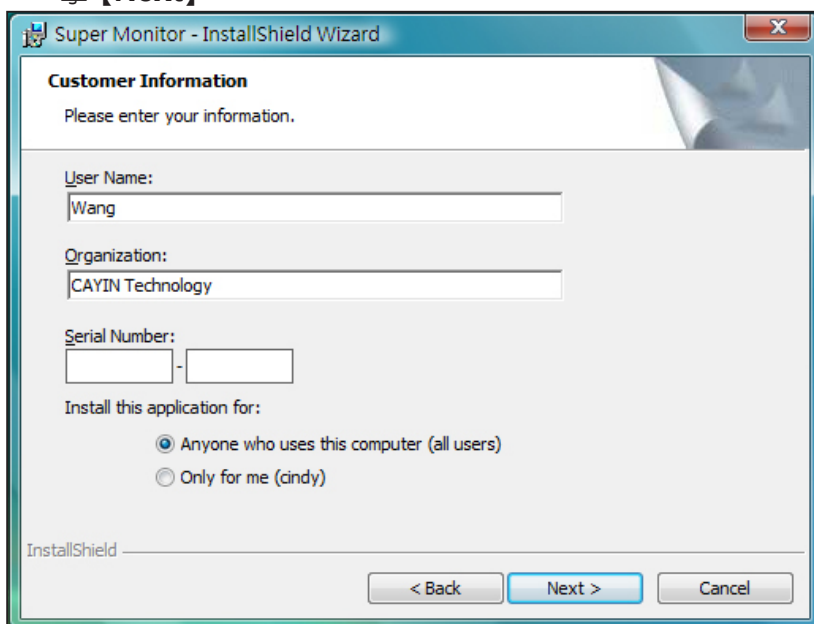 Super Monitor - InstallShield Wizard
Customer Information
Please enter your information.
User Name:
Wang
Organization:
CAYIN Technology
Serial Number:
-
Install this application for:
Anyone who uses this computer (all users)
Only for me (cindy)
InstallShield
< Back Next > Cancel